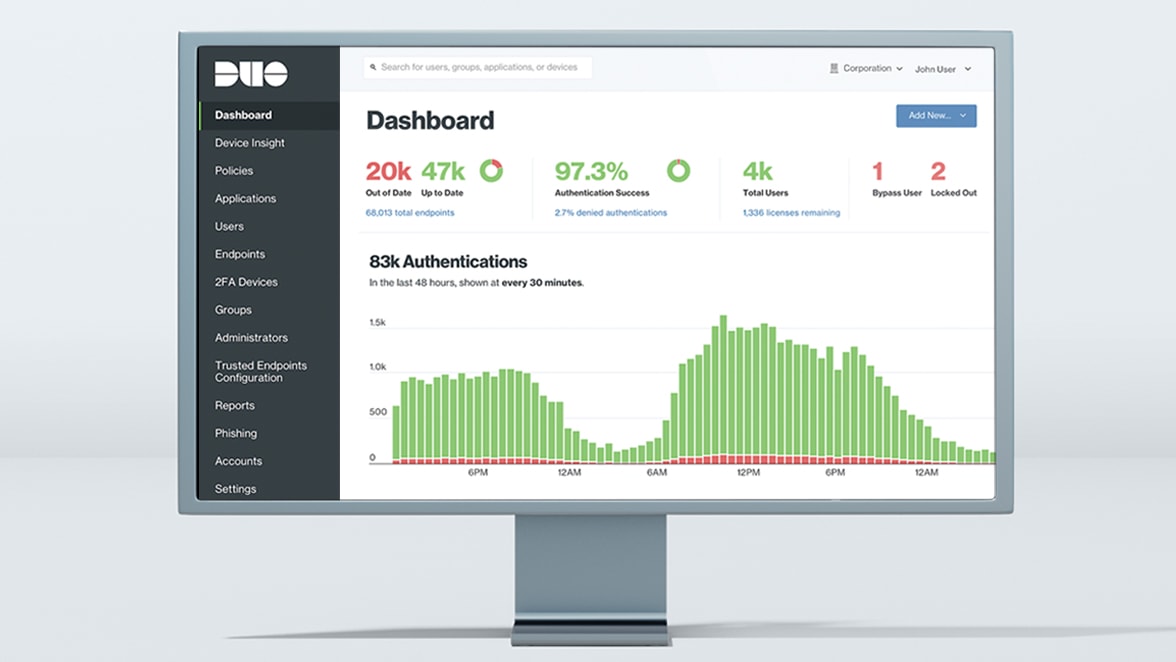 DUO
Search for users, groups, applications, or devices
Corporation
John User
Dashboard
Device Insight
Policies
Applications
Users
Endpoints
2FA Devices
Groups
Administrators
Trusted Endpoints
Configuration
Reports
Phishing
Accounts
Settings
Dashboard
Add New...
20k 47k
Out of Date Up to Date
68,013 total endpoints
97.3%
Authentication Success
2.7% denied authentications
4k
Total Users
1,336 licenses remaining
1 2
Bypass User Locked Out
83k Authentications
In the last 48 hours, shown at every 30 minutes.
1.5k
1.0k
500
0
6PM 12AM 6AM 12PM 6PM 12AM